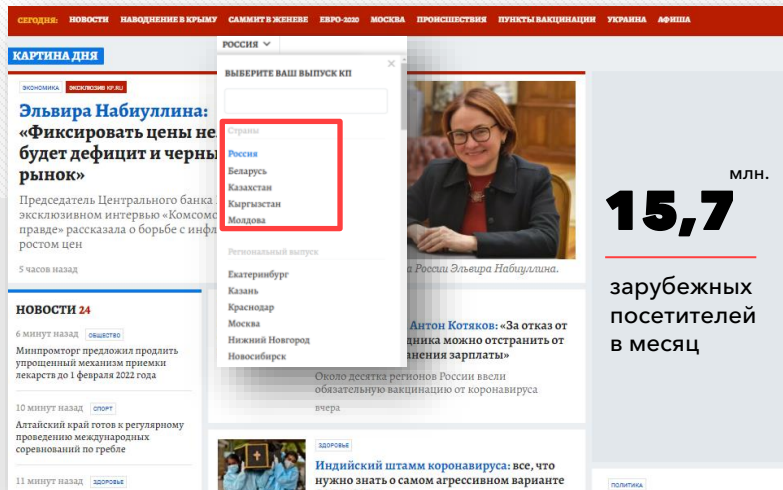 СЕГОДНЯ: НОВОСТИ НАВОДНЕНИЕ В КРЫМУ САММИТ В ЖЕНЕВЕ ЕВРО-2020 МОСКВА ПРОИСШЕСТВИЯ ПУНКТЫ ВАКЦИНАЦИИ УКРАИНА АФИША
КАРТИНА ДНЯ
ЭКОНОМИКА ЭКСКЛЮЗИВ KP.RU
Эльвира Набиуллина:
«Фиксировать цены не
будет дефицит и черны
рынок»
Председатель Центрального банка
эксклюзивном интервью «Комсомо
правде» рассказала о борьбе с инфл
ростом цен
5 часов назад
РОССИЯ
ВЫБЕРИТЕ ВАШ ВЫПУСК КП
Страны
Россия
Беларусь
Казахстан
Кыргызстан
Молдова
Региональный выпуск
Екатеринбург
Казань
Краснодар
Москва
Нижний Новгород
Новосибирск
а России Эльвира Набиуллина.
млн.
15,7
зарубежных
посетителей
в месяц
НОВОСТИ 24
6 минут назад ОБЩЕСТВО
Минпромторг предложил продлить
упрощенный механизм приемки
лекарств до 1 февраля 2022 года
10 минут назад СПОРТ
Алтайский край готов к регулярному
проведению международных
соревнований по гребле
11 минут назад ЗДОРОВЬЕ
Антон Котяков: «За отказ от
дника можно отстранить от
анения зарплаты»
Около десятка регионов России ввели
обязательную вакцинацию от коронавируса
вчера
ЗДОРОВЬЕ
Индийский штамм коронавируса: все, что
нужно знать о самом агрессивном варианте
ПОЛИТИКА